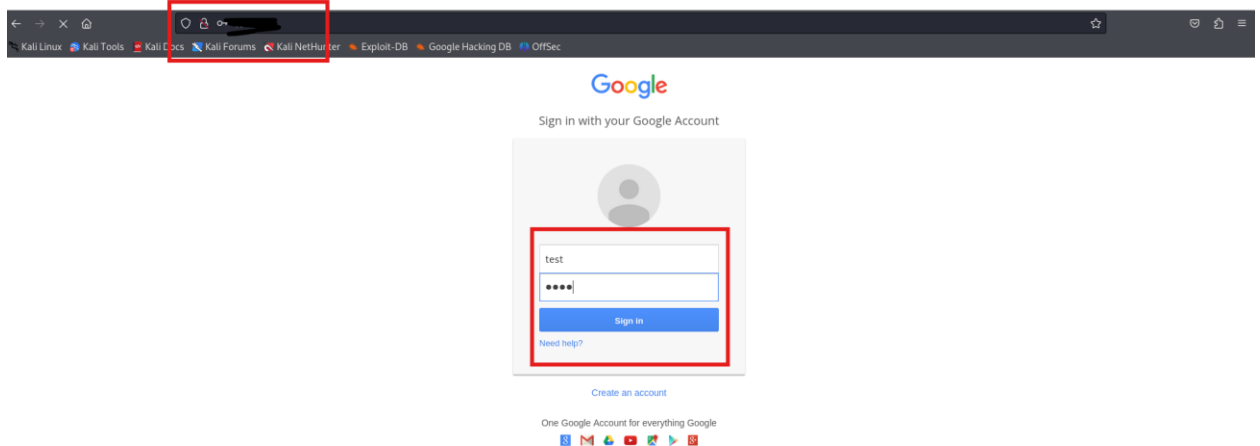 Kali Linux Kali Tools Kali Docs Kali Forums Kali NetHunter Exploit-DB Google Hacking DB OffSec
Google
Sign in with your Google Account
test
Sign in
Need help?
Create an account
One Google Account for everything Google